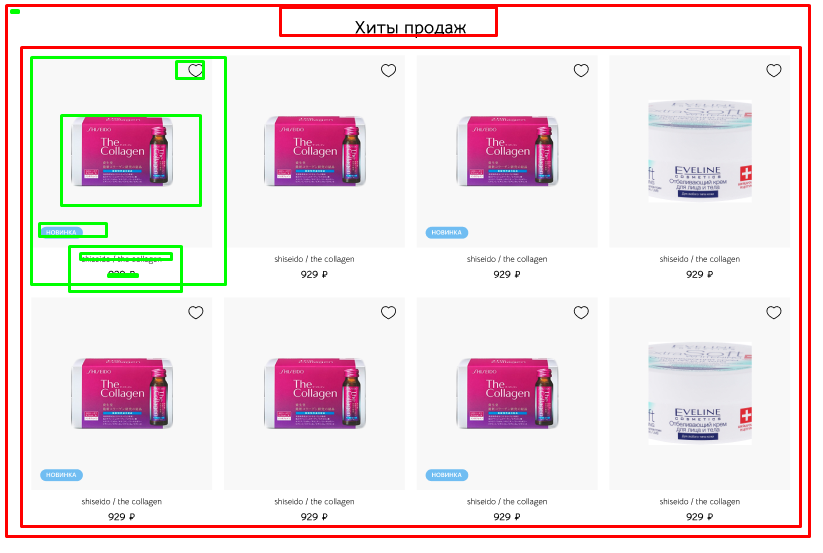 Хиты продаж
SHISEIDO
The
Collagen
SHISEIDO
The
Collagen
SHISEIDO
The
Collagen
EVELINE
COSMETICS
Отбеливающий крем
для лица и тела
НОВИНКА
НОВИНКА
shiseido / the collagen
shiseido / the collagen
shiseido / the collagen
shiseido / the collagen
929 ₽
929 ₽
929 ₽
929 ₽
SHISEIDO
The
Collagen
SHISEIDO
The
Collagen
SHISEIDO
The
Collagen
EVELINE
COSMETICS
Отбеливающий крем
для лица и тела
НОВИНКА
НОВИНКА
shiseido / the collagen
shiseido / the collagen
shiseido / the collagen
shiseido / the collagen
929 ₽
929 ₽
929 ₽
929 ₽